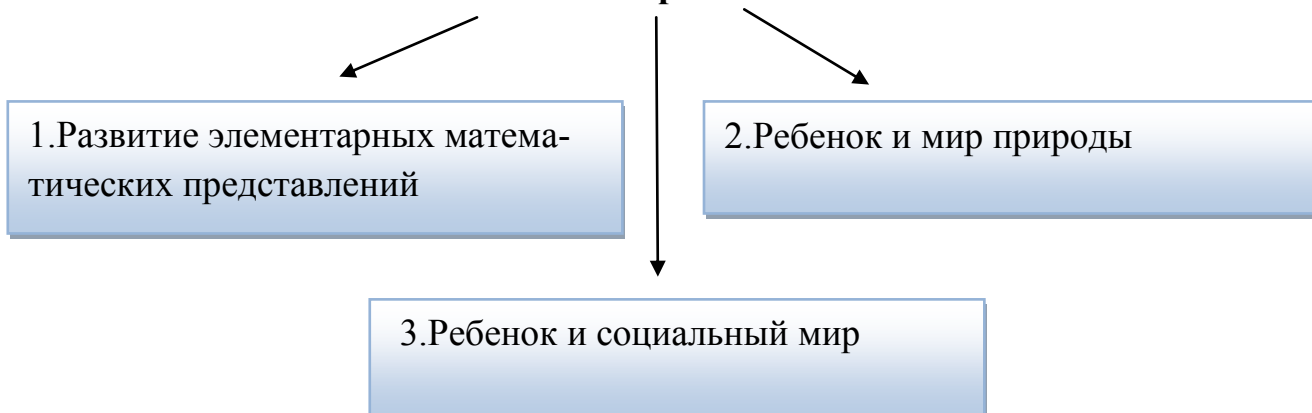 1.Развитие элементарных матема-
тических представлений
2.Ребенок и мир природы
3.Ребенок и социальный мир